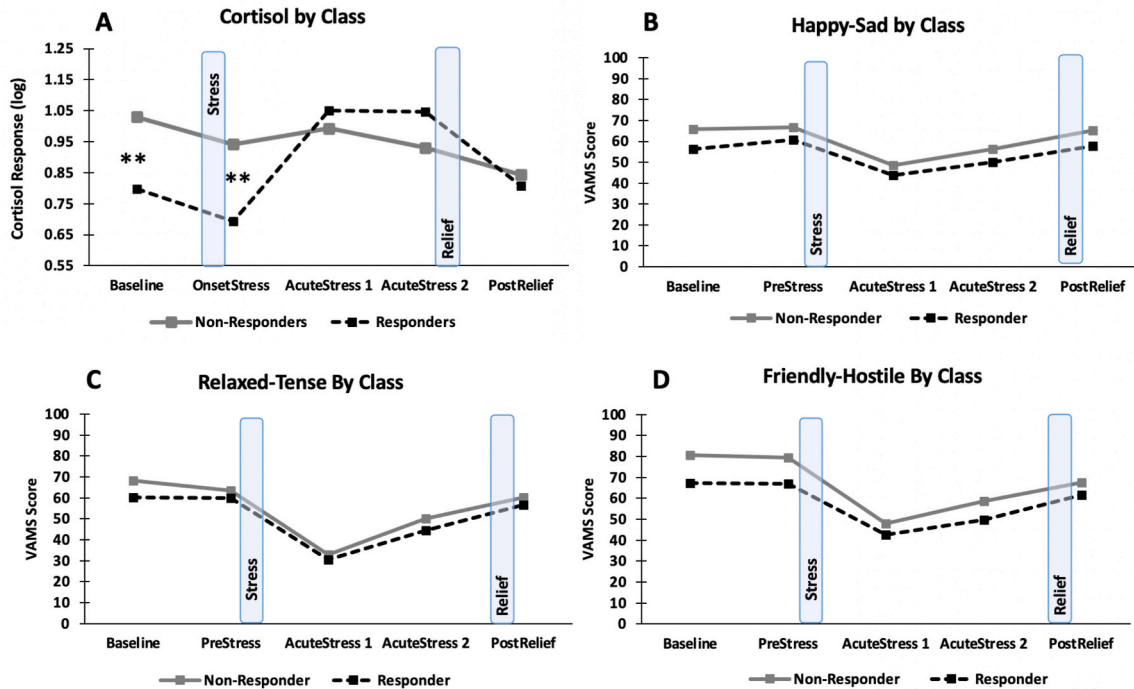 A
Cortisol by Class
Cortisol Response (log)
1.25
1.15
1.05
0.95
0.85
0.75
0.65
0.55
**
**
Stress
Relief
Baseline OnsetStress AcuteStress 1 AcuteStress 2 PostRelief
Non-Responders Responders
B
Happy-Sad by Class
VAMS Score
100
90
80
70
60
50
40
30
20
10
0
Stress
Relief
Baseline PreStress AcuteStress 1 AcuteStress 2 PostRelief
Non-Responder Responder
C
Relaxed-Tense By Class
VAMS Score
100
90
80
70
60
50
40
30
20
10
0
Stress
Relief
Baseline PreStress AcuteStress 1 AcuteStress 2 PostRelief
Non-Responder Responder
D
Friendly-Hostile By Class
VAMS Score
100
90
80
70
60
50
40
30
20
10
0
Stress
Relief
Baseline PreStress AcuteStress 1 AcuteStress 2 PostRelief
Non-Responder Responder